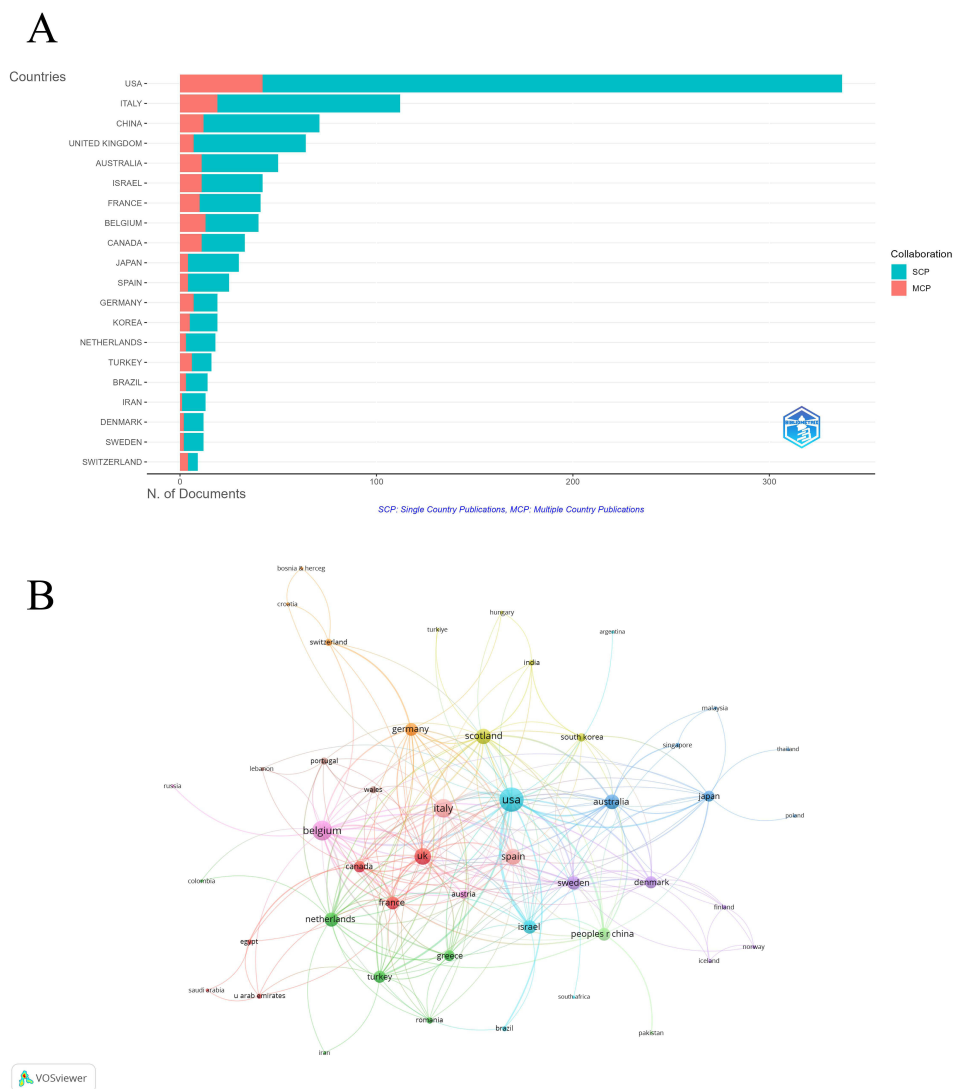 A
Countries
USA
ITALY
CHINA
UNITED KINGDOM
AUSTRALIA
ISRAEL
FRANCE
BELGIUM
CANADA
JAPAN
SPAIN
GERMANY
KOREA
NETHERLANDS
TURKEY
BRAZIL
IRAN
DENMARK
SWEDEN
SWITZERLAND
Collaboration
SCP
MCP
BIBLIOMETRIX
0 100 200 300
N. of Documents
SCP: Single Country Publications, MCP: Multiple Country Publications
B
bosnia & herceg
croatia
hungary
turkiye
argentina
switzerland
india
malaysia
germany
scotland
south korea
singapore
thailand
portugal
lebanon
russia
wales
usa
australia
japan
italy
poland
belgium
uk
spain
canada
colombia
austria
sweden
denmark
france
finland
netherlands
israel
peoples r china
egypt
norway
greece
iceland
turkey
saudi arabia
u arab emirates
south africa
romania
brazil
pakistan
iran
VOSviewer